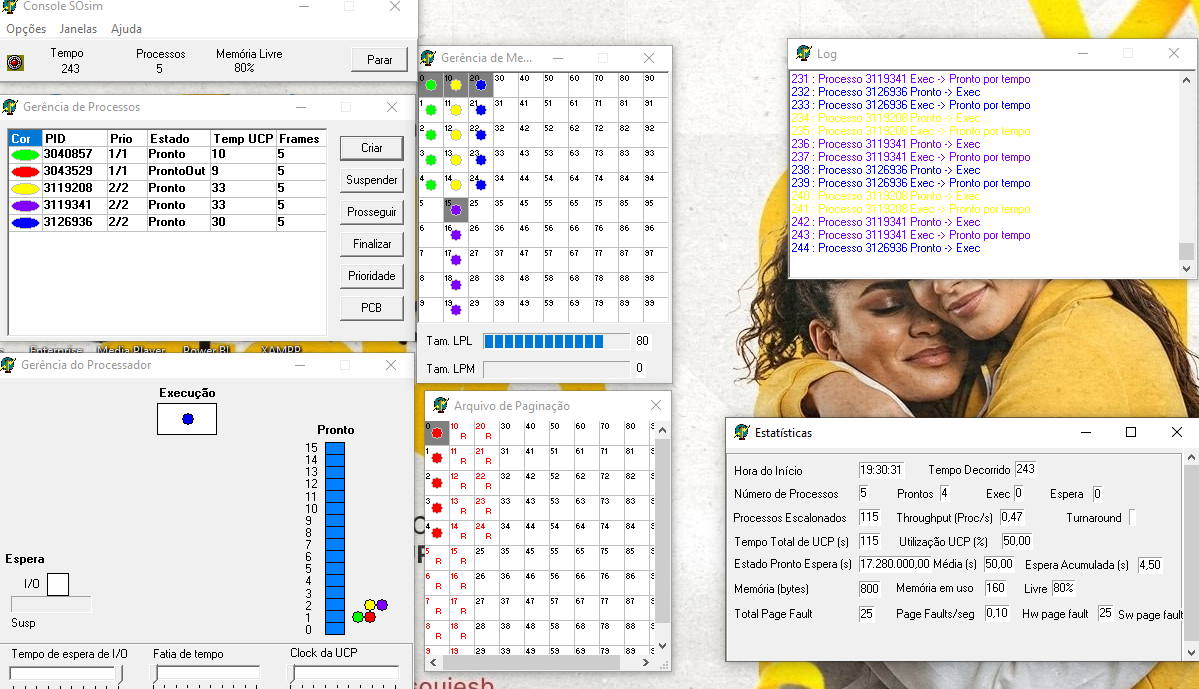 Console SOsim
Opções Janelas Ajuda
Tempo Processos Memória Livre
243 5 80% Parar
Gerência de Processos
Cor PID Prio Estado Temp UCP Frames
3040857 1/1 Pronto 10 5
3043529 1/1 ProntoOut 9 5
3119208 2/2 Pronto 33 5
3119341 2/2 Pronto 33 5
3126936 2/2 Pronto 30 5
Criar
Suspender
Prosseguir
Finalizar
Prioridade
PCB
Enterprise Media Player Power BI XAMPP
Gerência do Processador
Execução
Pronto
15
14
13
12
11
10
9
8
7
6
5
4
3
2
1
0
Espera
I/O
Susp
Tempo de espera de I/O Fatia de tempo Clock da UCP
Gerência de Me...
0 10 20 30 40 50 60 70 80 90
1 11 21 31 41 51 61 71 81 91
2 12 22 32 42 52 62 72 82 92
3 13 23 33 43 53 63 73 83 93
4 14 24 34 44 54 64 74 84 94
5 15 25 35 45 55 65 75 85 95
6 16 26 36 46 56 66 76 86 96
7 17 27 37 47 57 67 77 87 97
8 18 28 38 48 58 68 78 88 98
9 19 29 39 49 59 69 79 89 99
Tam. LPL 80
Tam. LPM 0
Arquivo de Paginação
0 10 R 20 R 30 40 50 60 70 80
1 11 R 21 R 31 41 51 61 71 81
2 12 R 22 R 32 42 52 62 72 82
3 13 R 23 R 33 43 53 63 73 83
4 14 R 24 R 34 44 54 64 74 84
5 R 15 R 25 35 45 55 65 75 85
6 R 16 R 26 36 46 56 66 76 86
7 R 17 R 27 37 47 57 67 77 87
8 R 18 R 28 38 48 58 68 78 88
9 19 29 39 49 59 69 79 89
Log
231 : Processo 3119341 Exec -> Pronto por tempo
232 : Processo 3126936 Pronto -> Exec
233 : Processo 3126936 Exec -> Pronto por tempo
234 : Processo 3119208 Pronto -> Exec
235 : Processo 3119208 Exec -> Pronto por tempo
236 : Processo 3119341 Pronto -> Exec
237 : Processo 3119341 Exec -> Pronto por tempo
238 : Processo 3126936 Pronto -> Exec
239 : Processo 3126936 Exec -> Pronto por tempo
240 : Processo 3119208 Pronto -> Exec
241 : Processo 3119208 Exec -> Pronto por tempo
242 : Processo 3119341 Pronto -> Exec
243 : Processo 3119341 Exec -> Pronto por tempo
244 : Processo 3126936 Pronto -> Exec
Estatísticas
Hora do Início 19:30:31 Tempo Decorrido 243
Número de Processos 5 Prontos 4 Exec 0 Espera 0
Processos Escalonados 115 Throughput (Proc/s) 0,47 Turnaround
Tempo Total de UCP (s) 115 Utilização UCP (%) 50,00
Estado Pronto Espera (s) 17.280.000,00 Média (s) 50,00 Espera Acumulada (s) 4,50
Memória (bytes) 800 Memória em uso 160 Livre 80%
Total Page Fault 25 Page Faults/seg 0,10 Hw page fault 25 Sw page fault